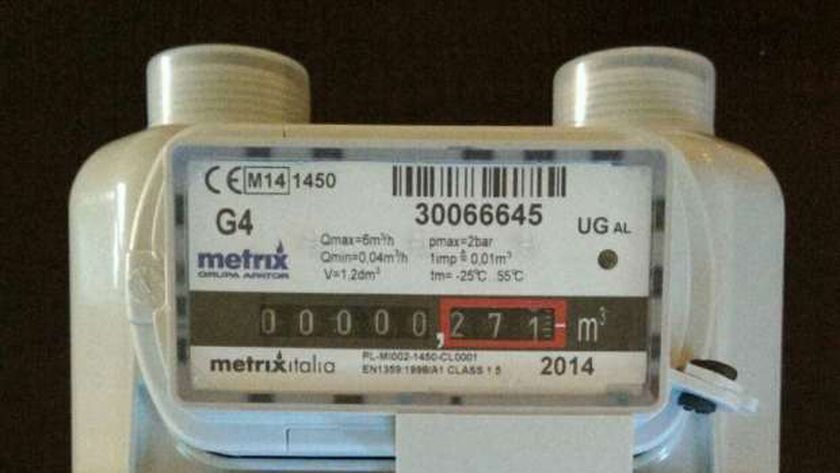 CE M14 1450
30066645
G4
UG AL
metrix
GRUPA APATOR
Qmax=6m³/h
Qmin=0,04m³/h
V=1.2dm³
pmax=2bar
1imp ≙ 0,01m³
tm= -25°C...55°C
00000,271 m³
metrixitalia
PL-MI002-1450-CL0001
EN1359:1998/A1 CLASS 1.5
2014